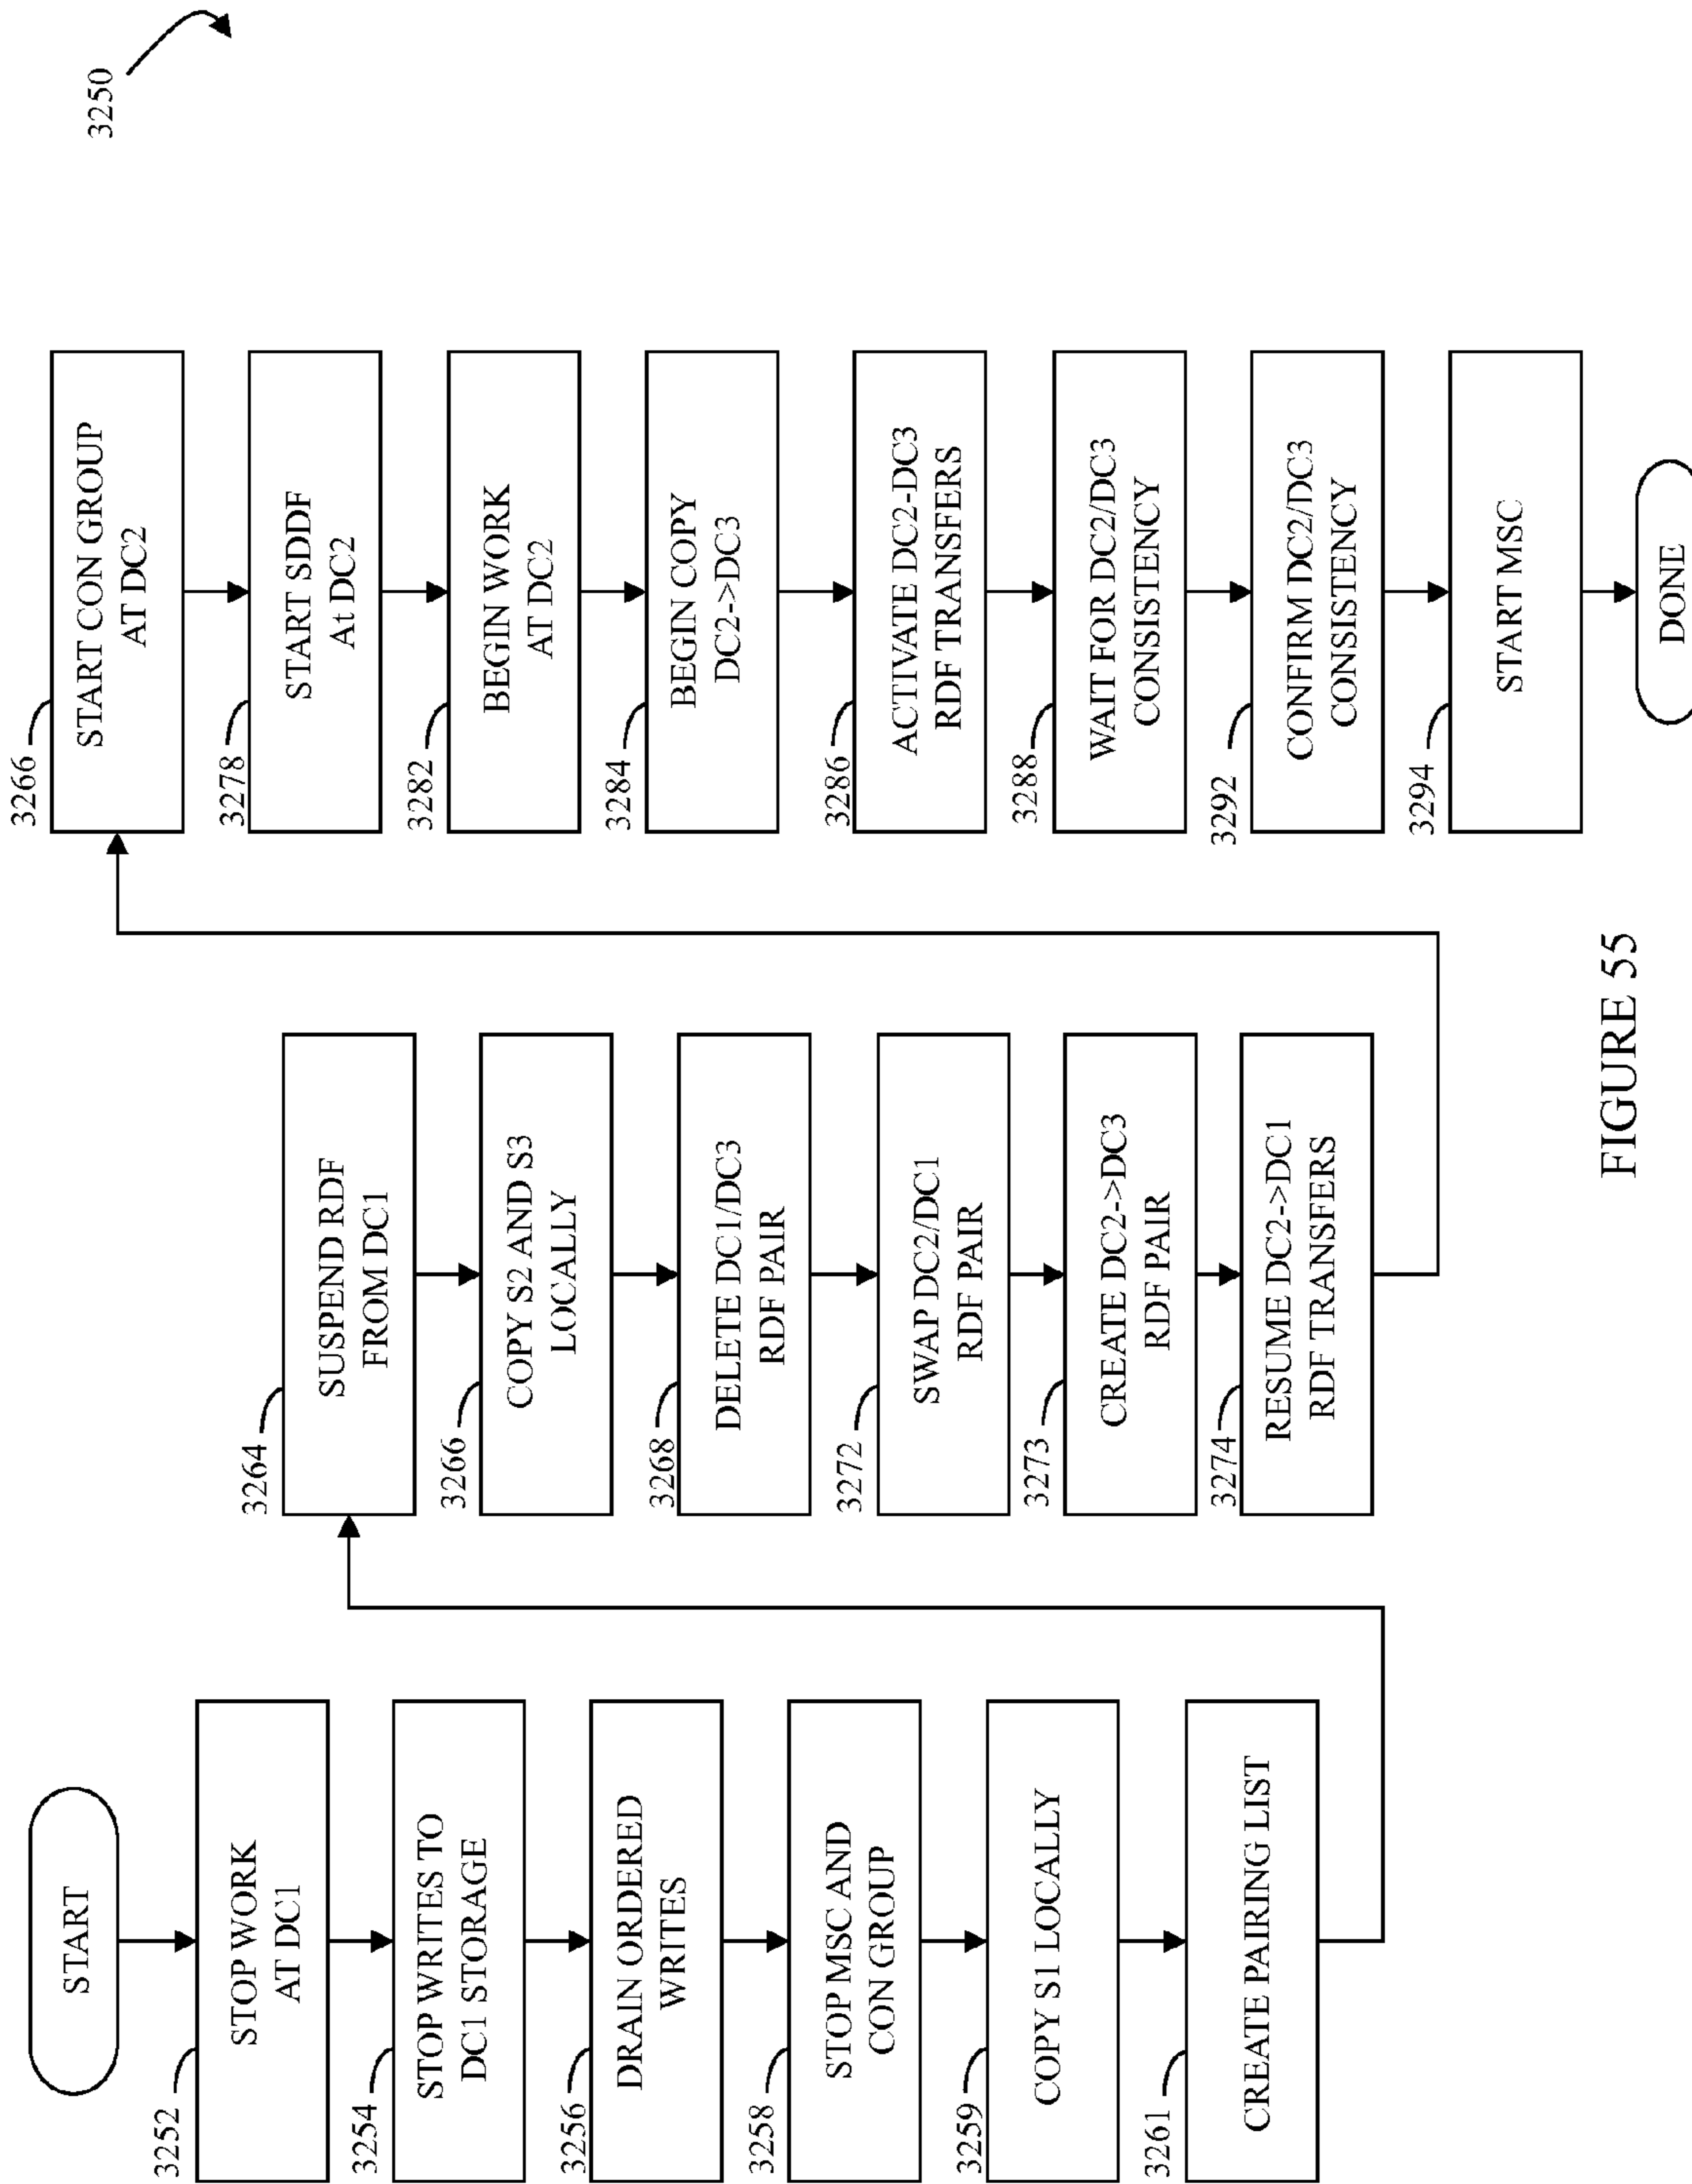 3250
START
3252
STOP WORK
AT DC1
3254
STOP WRITES TO
DC1 STORAGE
3256
DRAIN ORDERED
WRITES
3258
STOP MSC AND
CON GROUP
3259
COPY S1 LOCALLY
3261
CREATE PAIRING LIST
3264
SUSPEND RDF
FROM DC1
3266
COPY S2 AND S3
LOCALLY
3268
DELETE DC1/DC3
RDF PAIR
3272
SWAP DC2/DC1
RDF PAIR
3273
CREATE DC2->DC3
RDF PAIR
3274
RESUME DC2->DC1
RDF TRANSFERS
3266
START CON GROUP
AT DC2
3278
START SDDF
At DC2
3282
BEGIN WORK
AT DC2
3284
BEGIN COPY
DC2->DC3
3286
ACTIVATE DC2-DC3
RDF TRANSFERS
3288
WAIT FOR DC2/DC3
CONSISTENCY
3292
CONFIRM DC2/DC3
CONSISTENCY
3294
START MSC
DONE
FIGURE 55